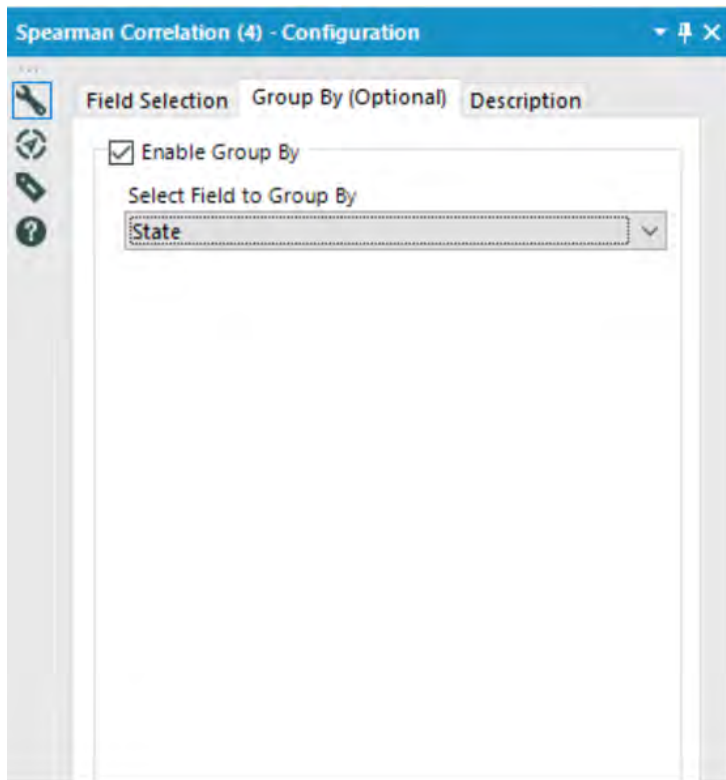 Spearman Correlation (4) - Configuration
Field Selection Group By (Optional) Description
Enable Group By
Select Field to Group By
State